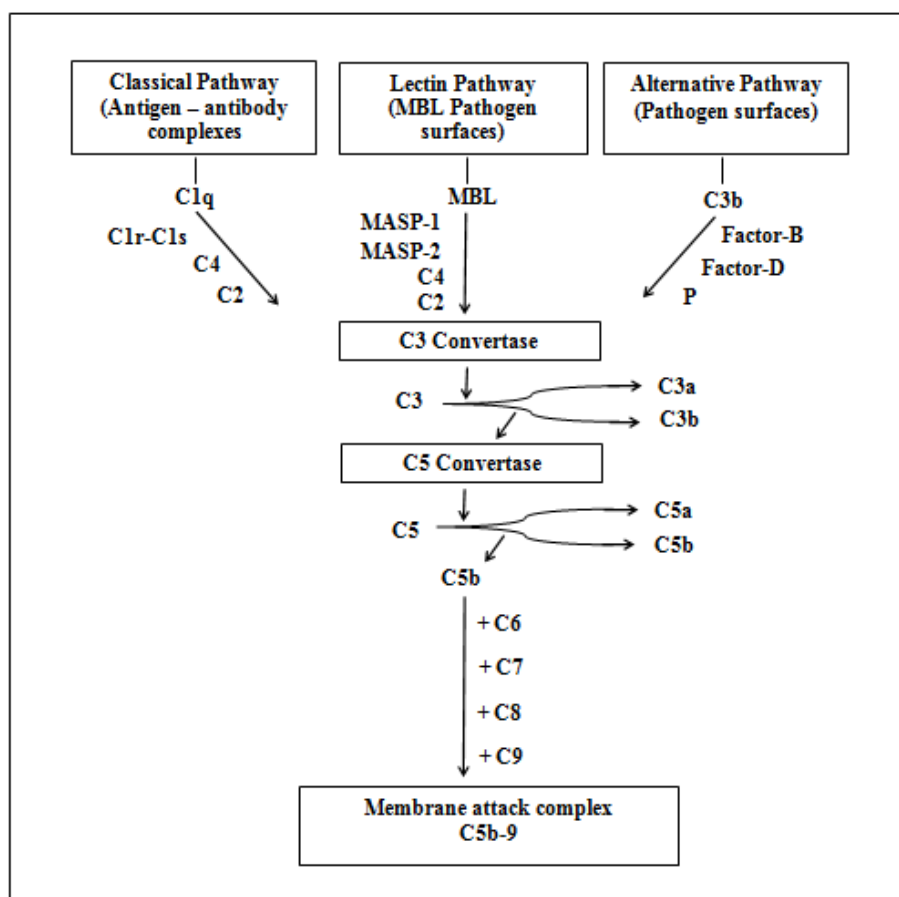 Classical Pathway
(Antigen – antibody
complexes
Lectin Pathway
(MBL Pathogen
surfaces)
Alternative Pathway
(Pathogen surfaces)
C1q
C1r-C1s
C4
C2
MBL
MASP-1
MASP-2
C4
C2
C3b
Factor-B
Factor-D
P
C3 Convertase
C3
C3a
C3b
C5 Convertase
C5
C5a
C5b
C5b
+ C6
+ C7
+ C8
+ C9
Membrane attack complex
C5b-9